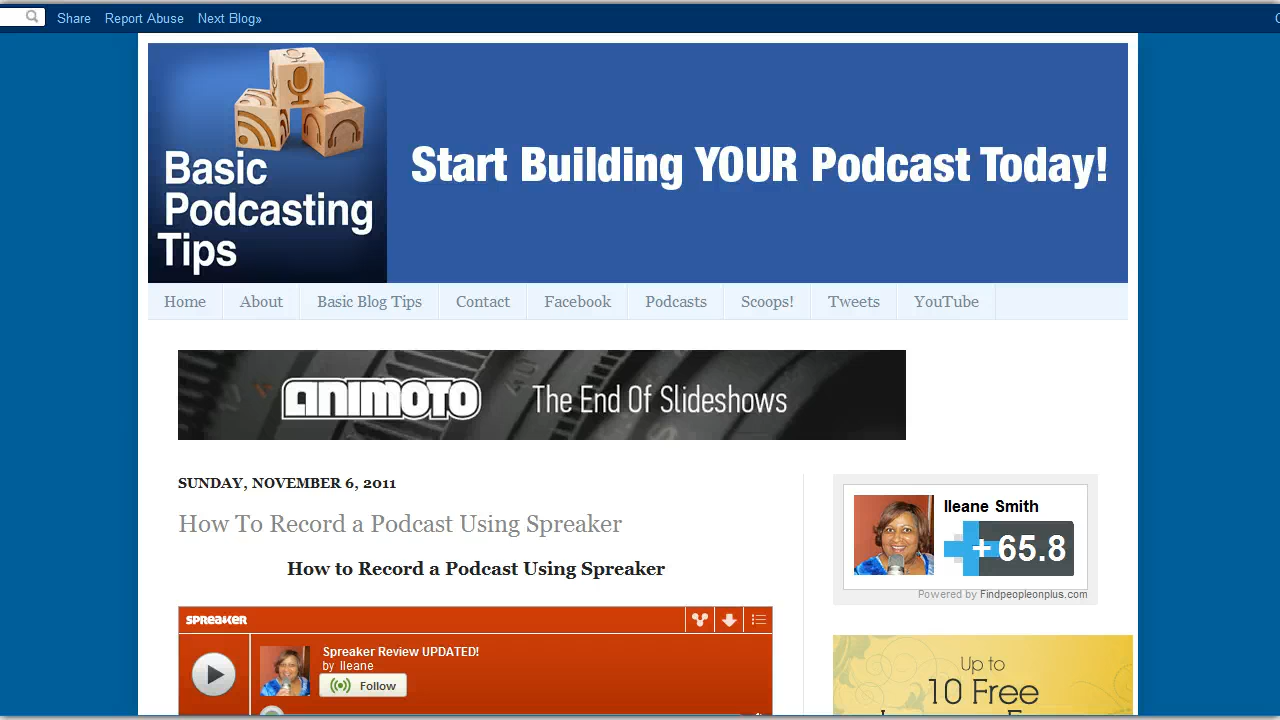 Share Report Abuse Next Blog»
Basic
Podcasting
Tips
Start Building YOUR Podcast Today!
Home About Basic Blog Tips Contact Facebook Podcasts Scoops! Tweets YouTube
ANIMOTO The End Of Slideshows
SUNDAY, NOVEMBER 6, 2011
How To Record a Podcast Using Spreaker
How to Record a Podcast Using Spreaker
SPREAKER
Spreaker Review UPDATED!
by Ileane
Follow
Ileane Smith
+ 65.8
Powered by Findpeopleonplus.com
Up to
10 Free